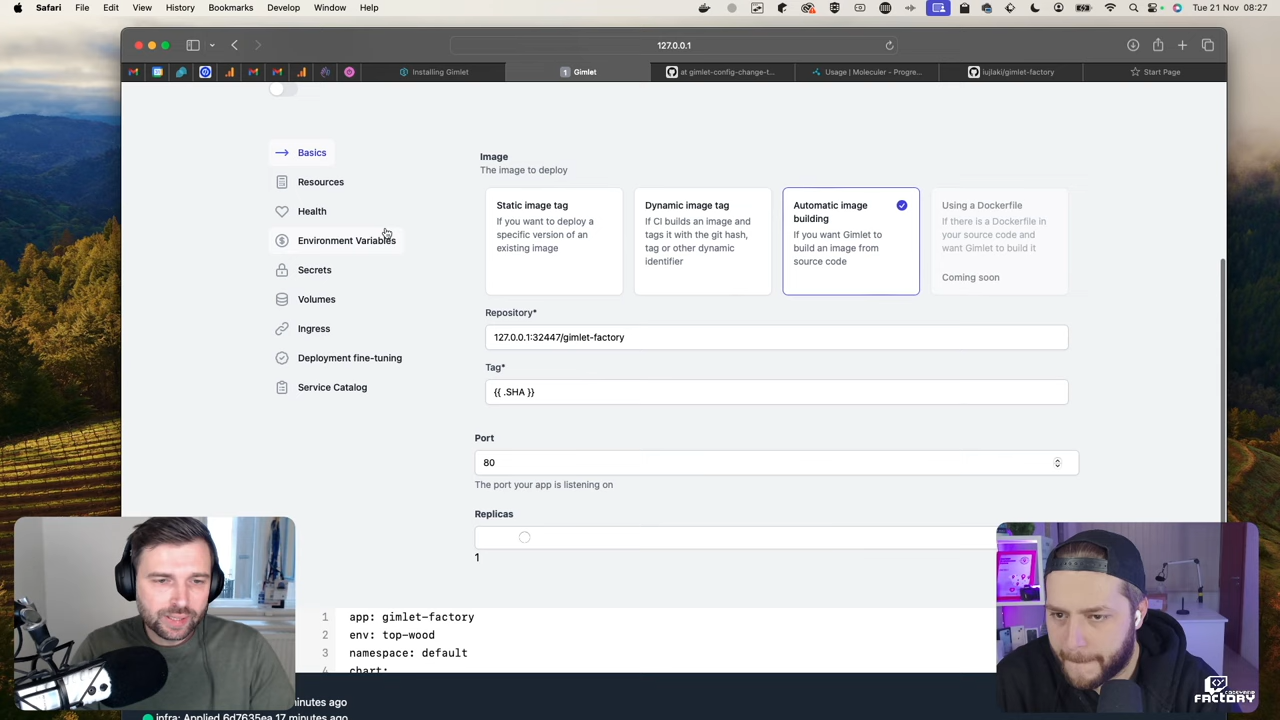 Safari File Edit View History Bookmarks Develop Window Help
Tue 21 Nov 08:27
127.0.0.1
Installing Gimlet
1 Gimlet
at gimlet-config-change-t...
Usage | Moleculer - Progre...
iujlaki/gimlet-factory
Start Page
Basics
Resources
Health
Environment Variables
Secrets
Volumes
Ingress
Deployment fine-tuning
Service Catalog
Image
The image to deploy
Static image tag
If you want to deploy a
specific version of an
existing image
Dynamic image tag
If CI builds an image and
tags it with the git hash,
tag or other dynamic
identifier
Automatic image
building
If you want Gimlet to
build an image from
source code
Using a Dockerfile
If there is a Dockerfile in
your source code and
want Gimlet to build it
Coming soon
Repository*
127.0.0.1:32447/gimlet-factory
Tag*
{{ .SHA }}
Port
80
The port your app is listening on
Replicas
1
1 app: gimlet-factory
2 env: top-wood
3 namespace: default
4 chart:
minutes ago
infra: Applied 6d7635ea 17 minutes ago
FACTORY